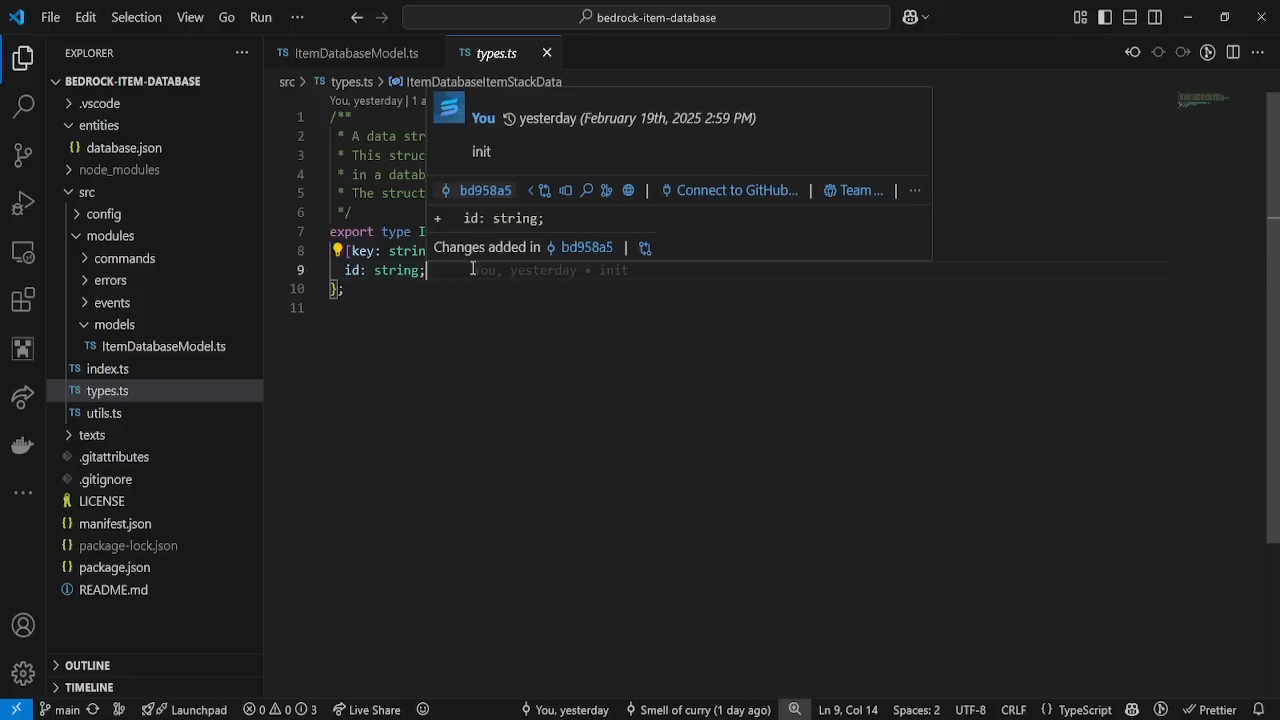 File Edit Selection View Go Run ··· bedrock-item-database
EXPLORER ···
BEDROCK-ITEM-DATABASE
.vscode
entities
database.json
node_modules
src
config
modules
commands
errors
events
models
TS ItemDatabaseModel.ts
TS index.ts
TS types.ts
TS utils.ts
texts
.gitattributes
.gitignore
LICENSE
manifest.json
package-lock.json
package.json
README.md
OUTLINE
TIMELINE
TS ItemDatabaseModel.ts TS types.ts
src > TS types.ts > ItemDatabaseItemStackData
You, yesterday | 1 a
1 /**
2 * A data str
3 * This struc
4 * in a datab
5 * The struct
6 */
7 export type I
8 [key: strin
9 id: string; You, yesterday • init
10 };
11
You yesterday (February 19th, 2025 2:59 PM)
init
bd958a5 | Connect to GitHub... | Team ... ···
+ id: string;
Changes added in bd958a5 |
main Launchpad 0 0 3 Live Share You, yesterday Smell of curry (1 day ago) Ln 9, Col 14 Spaces: 2 UTF-8 CRLF {} TypeScript Prettier